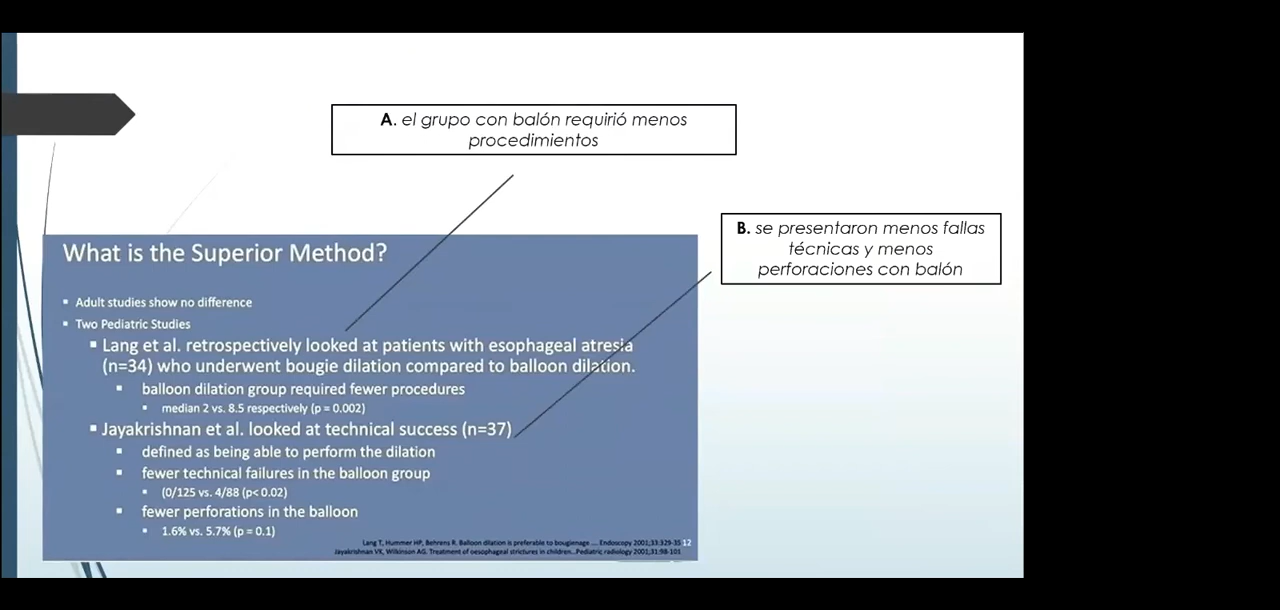 A. el grupo con balón requirió menos
procedimientos
B. se presentaron menos fallas
técnicas y menos
perforaciones con balón
What is the Superior Method?
▪ Adult studies show no difference
▪ Two Pediatric Studies
▪ Lang et al. retrospectively looked at patients with esophageal atresia
(n=34) who underwent bougie dilation compared to balloon dilation.
▪ balloon dilation group required fewer procedures
▪ median 2 vs. 8.5 respectively (p = 0.002)
▪ Jayakrishnan et al. looked at technical success (n=37)
▪ defined as being able to perform the dilation
▪ fewer technical failures in the balloon group
▪ (0/125 vs. 4/88 (p< 0.02)
▪ fewer perforations in the balloon
▪ 1.6% vs. 5.7% (p = 0.1)
Lang T, Hummer HP, Behrens R. Balloon dilation is preferable to bougienage .... Endoscopy 2001;33:329-35 12
Jayakrishnan VK, Wilkinson AG. Treatment of oesophageal strictures in children...Pediatric radiology 2001;31:98-101